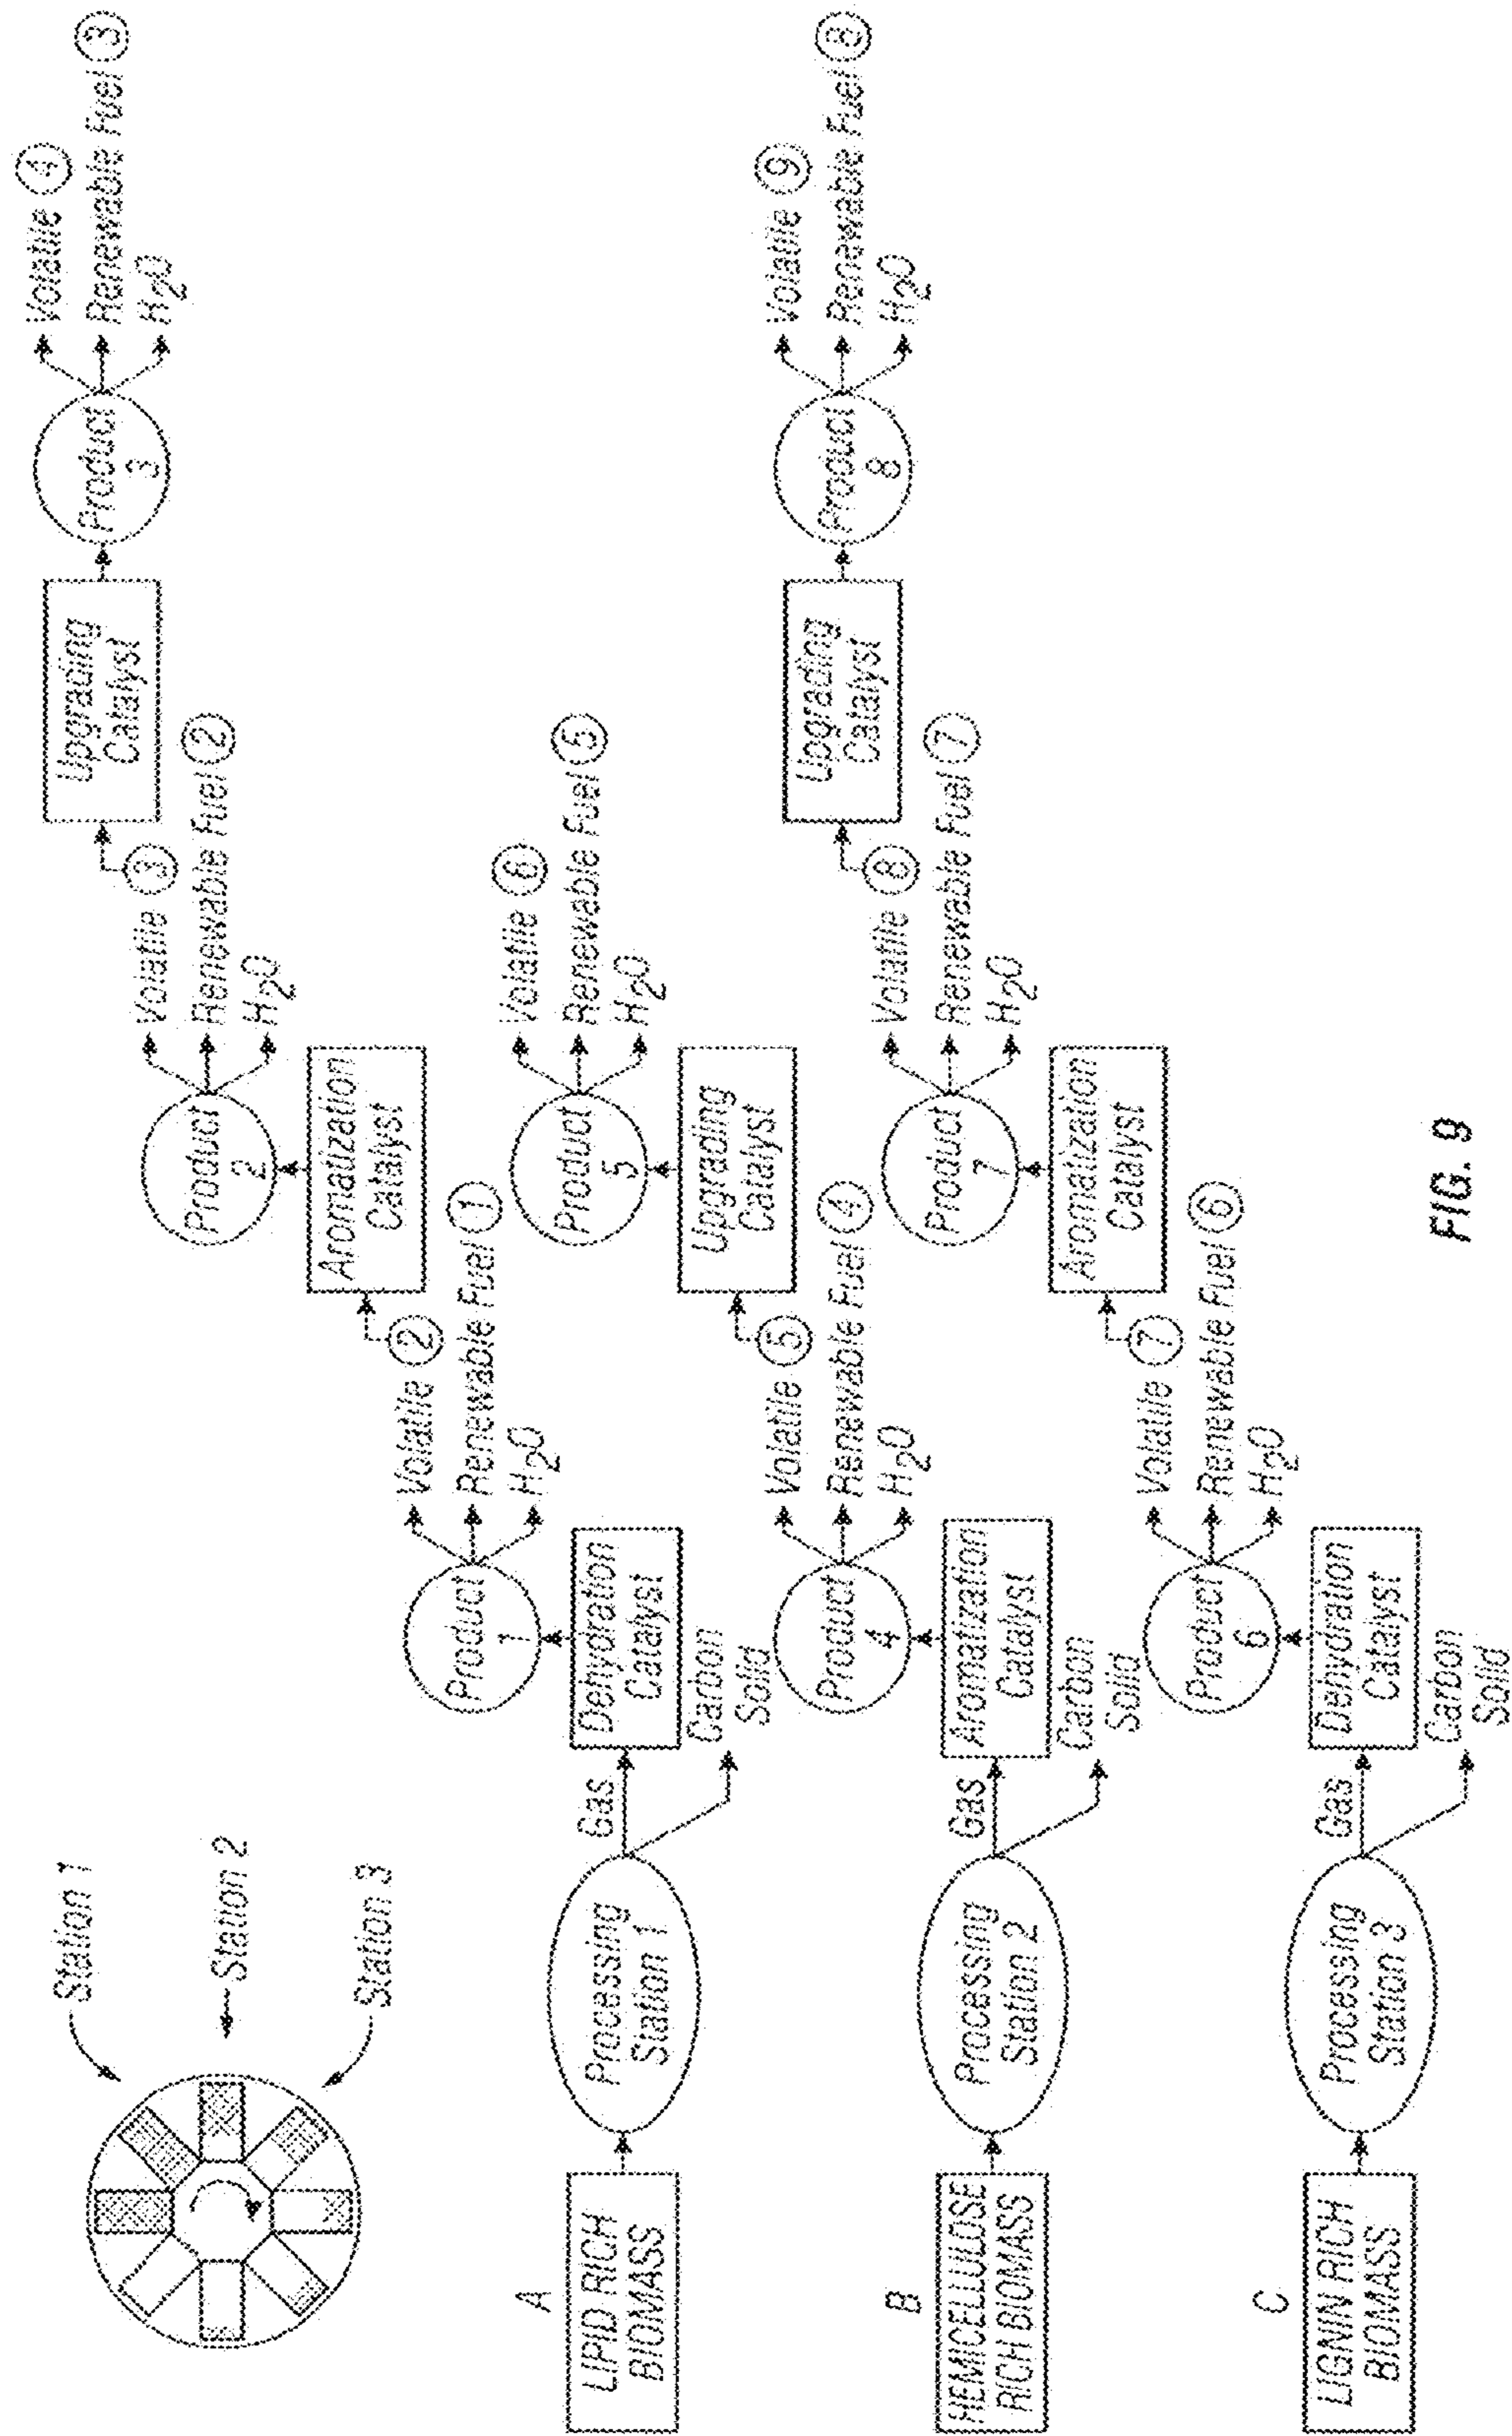 Station 1
Station 2
Station 3
A
LIPID RICH
BIOMASS
Processing
Station 1
Gas
Carbon
Solid
Dehydration
Catalyst
Product
1
Volatile 2
Renewable Fuel 1
H2O
Aromatization
Catalyst
Product
2
Volatile 3
Renewable Fuel 2
H2O
Upgrading
Catalyst
Product
3
Volatile 4
Renewable Fuel 3
H2O
B
HEMICELLULOSE
RICH BIOMASS
Processing
Station 2
Gas
Carbon
Solid
Aromatization
Catalyst
Product
4
Volatile 5
Renewable Fuel 4
H2O
Upgrading
Catalyst
Product
5
Volatile 6
Renewable Fuel 5
H2O
C
LIGNIN RICH
BIOMASS
Processing
Station 3
Gas
Carbon
Solid
Dehydration
Catalyst
Product
6
Volatile 7
Renewable Fuel 6
H2O
Aromatization
Catalyst
Product
7
Volatile 8
Renewable Fuel 7
H2O
Upgrading
Catalyst
Product
8
Volatile 9
Renewable Fuel 8
H2O
FIG. 9